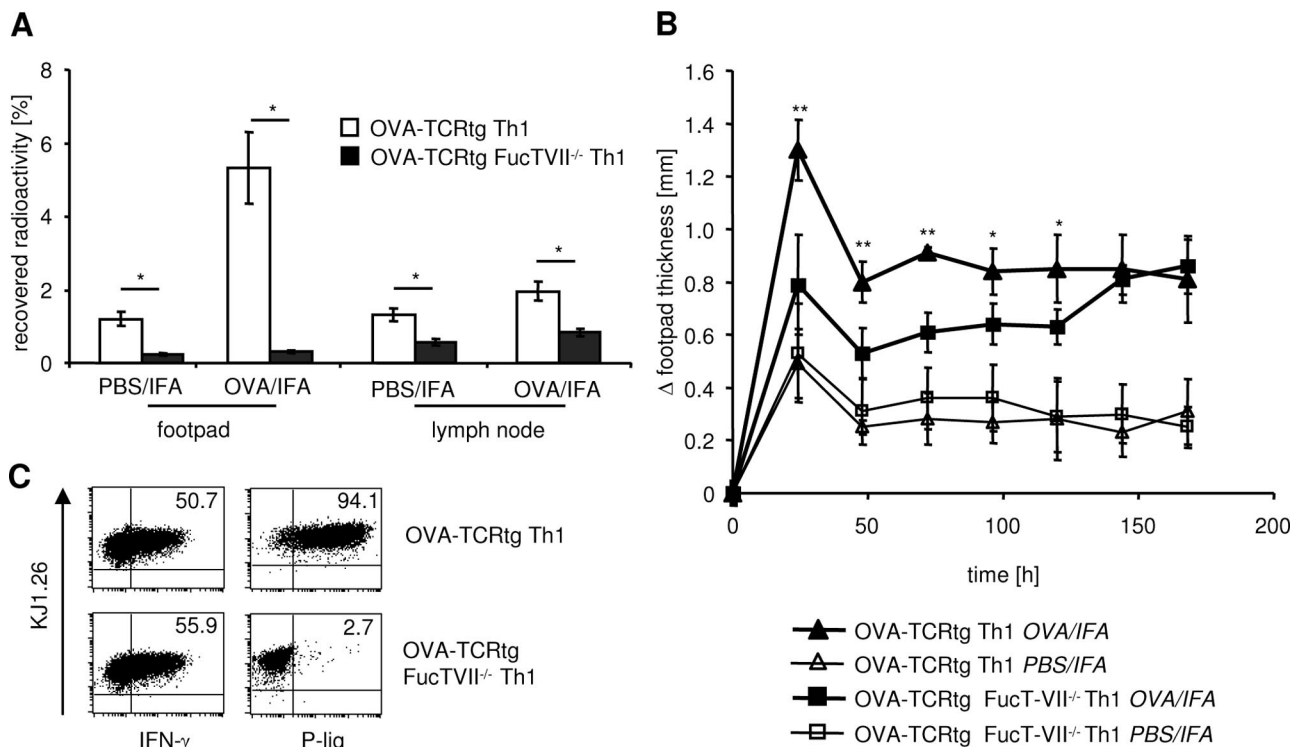 A
recovered radioactivity [%]
8
6
4
2
0
*
*
*
*
OVA-TCRtg Th1
OVA-TCRtg FucTVII-/- Th1
PBS/IFA
OVA/IFA
PBS/IFA
OVA/IFA
footpad
lymph node
B
Δ footpad thickness [mm]
1.6
1.4
1.2
1.0
0.8
0.6
0.4
0.2
0
**
**
**
*
*
0
50
100
150
200
time [h]
OVA-TCRtg Th1 OVA/IFA
OVA-TCRtg Th1 PBS/IFA
OVA-TCRtg FucT-VII-/- Th1 OVA/IFA
OVA-TCRtg FucT-VII-/- Th1 PBS/IFA
C
KJ1.26
50.7
94.1
OVA-TCRtg Th1
55.9
2.7
OVA-TCRtg
FucTVII-/- Th1
IFN-γ
P-lig